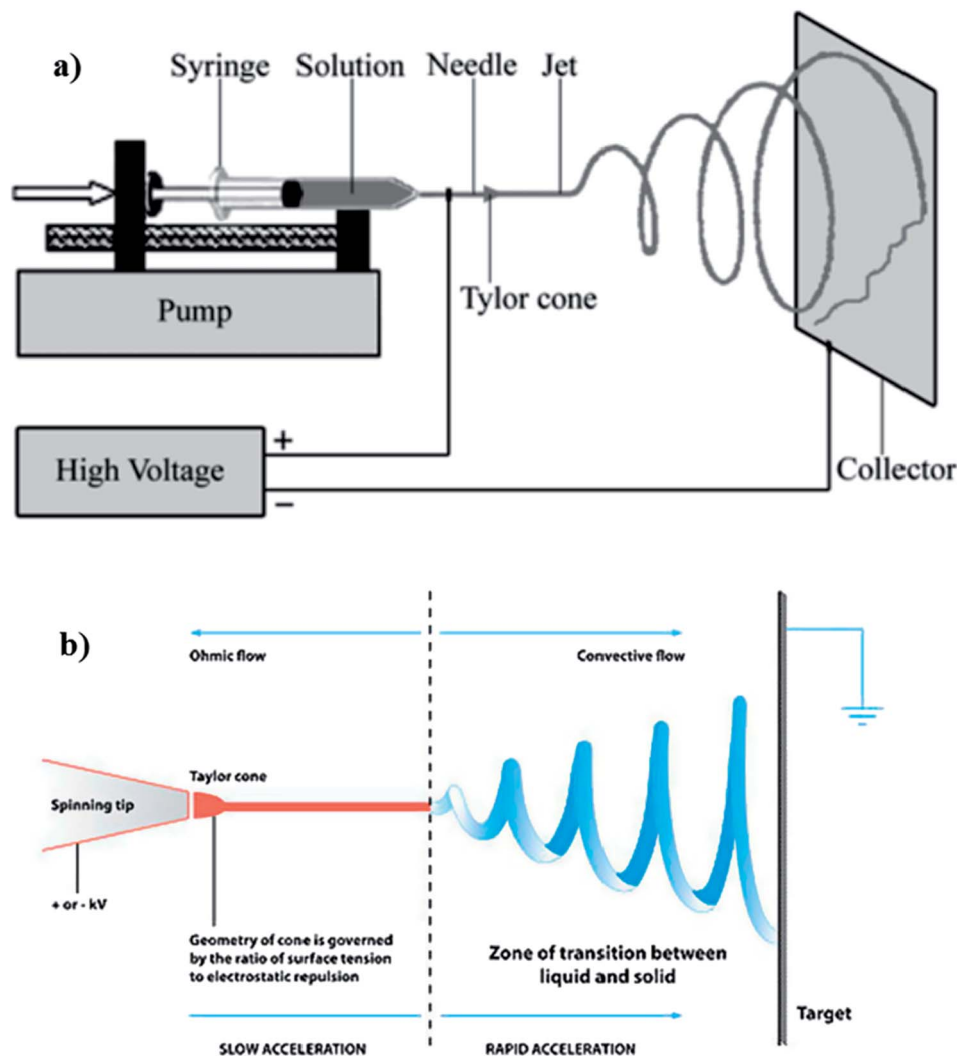 a)
Syringe Solution Needle Jet
Tylor cone
Pump
High Voltage
+
−
Collector
b)
Ohmic flow
Convective flow
Taylor cone
Spinning tip
+ or - kV
Geometry of cone is governed
by the ratio of surface tension
to electrostatic repulsion
Zone of transition between
liquid and solid
Target
SLOW ACCELERATION
RAPID ACCELERATION